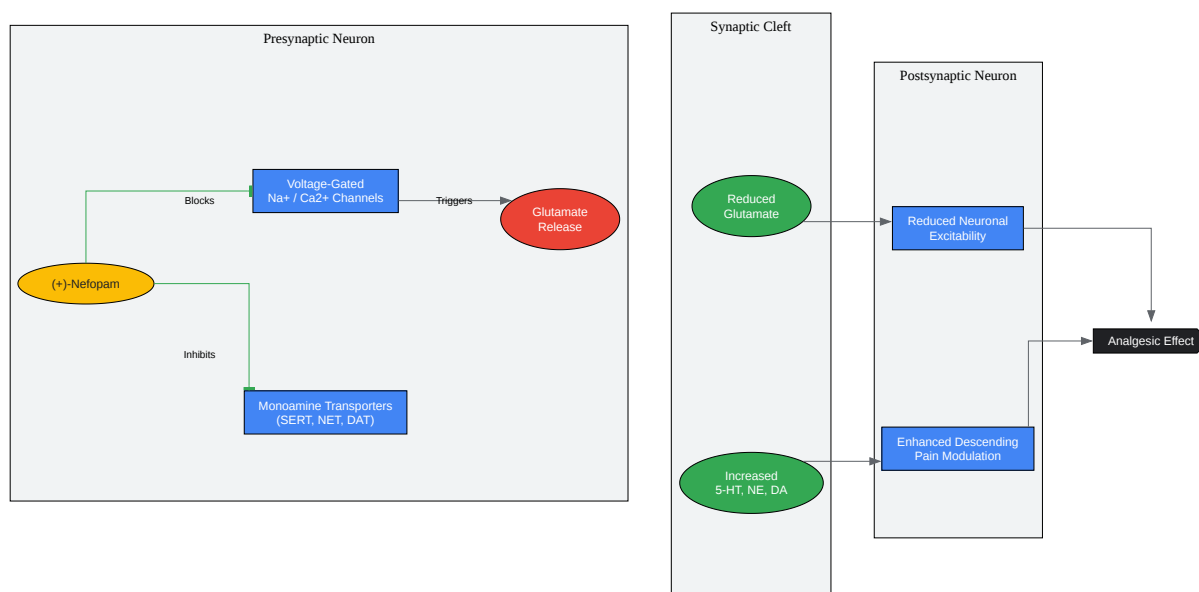 Presynaptic Neuron
Voltage-Gated
Na+ / Ca2+ Channels
Blocks
Triggers
Glutamate
Release
(+)-Nefopam
Inhibits
Monoamine Transporters
(SERT, NET, DAT)
Synaptic Cleft
Reduced
Glutamate
Increased
5-HT, NE, DA
Postsynaptic Neuron
Reduced Neuronal
Excitability
Enhanced Descending
Pain Modulation
Analgesic Effect